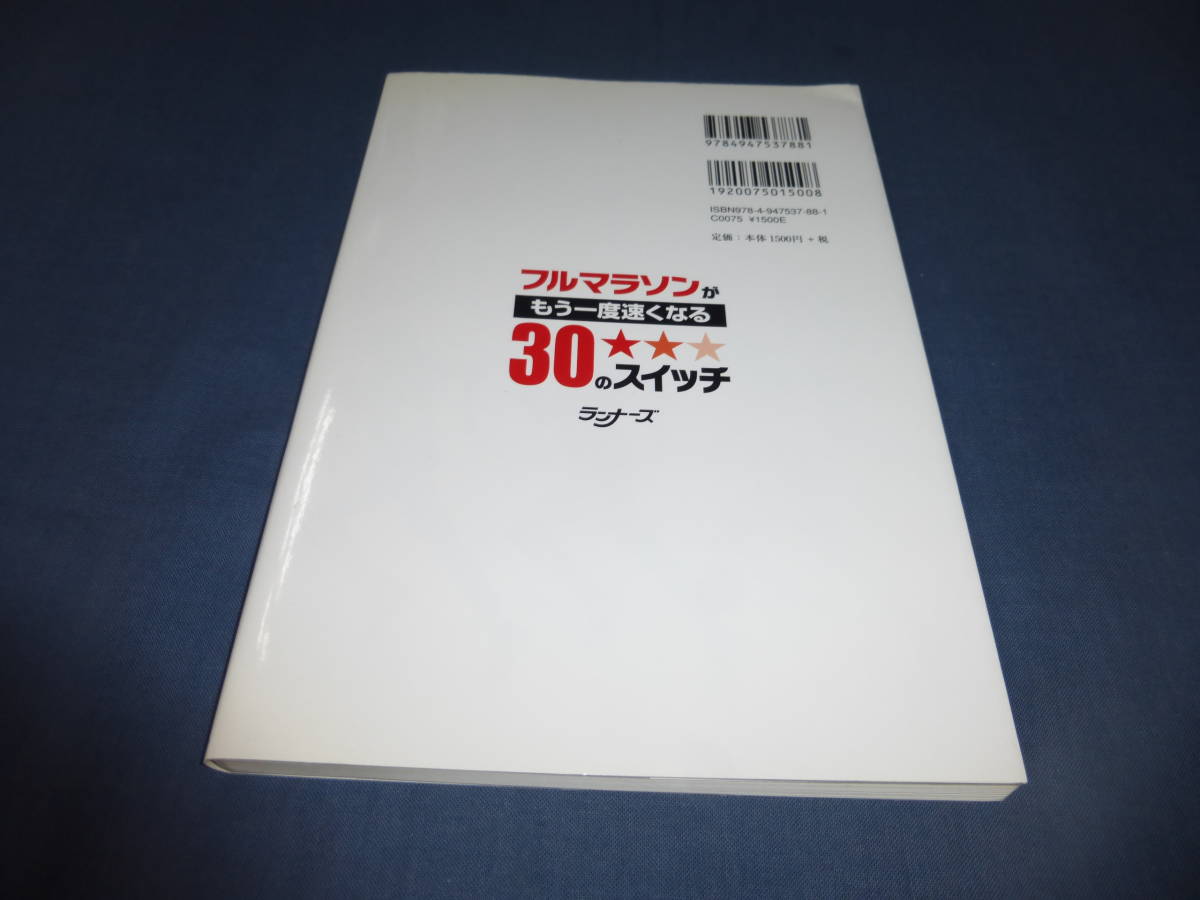 9784947537881
1920075015008
ISBN978-4-947537-88-1
C0075 ¥1500E
定価：本体1500円＋税
フルマラソンが
もう一度速くなる
30★★★
のスイッチ
ランナーズ